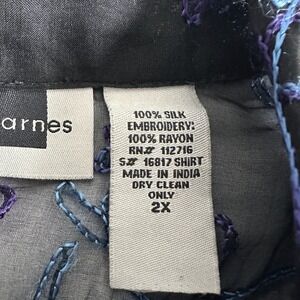 arnes
100% SILK
EMBROIDERY:
100% RAYON
RN# 112716
S# 16817 SHIRT
MADE IN INDIA
DRY CLEAN
ONLY
2X